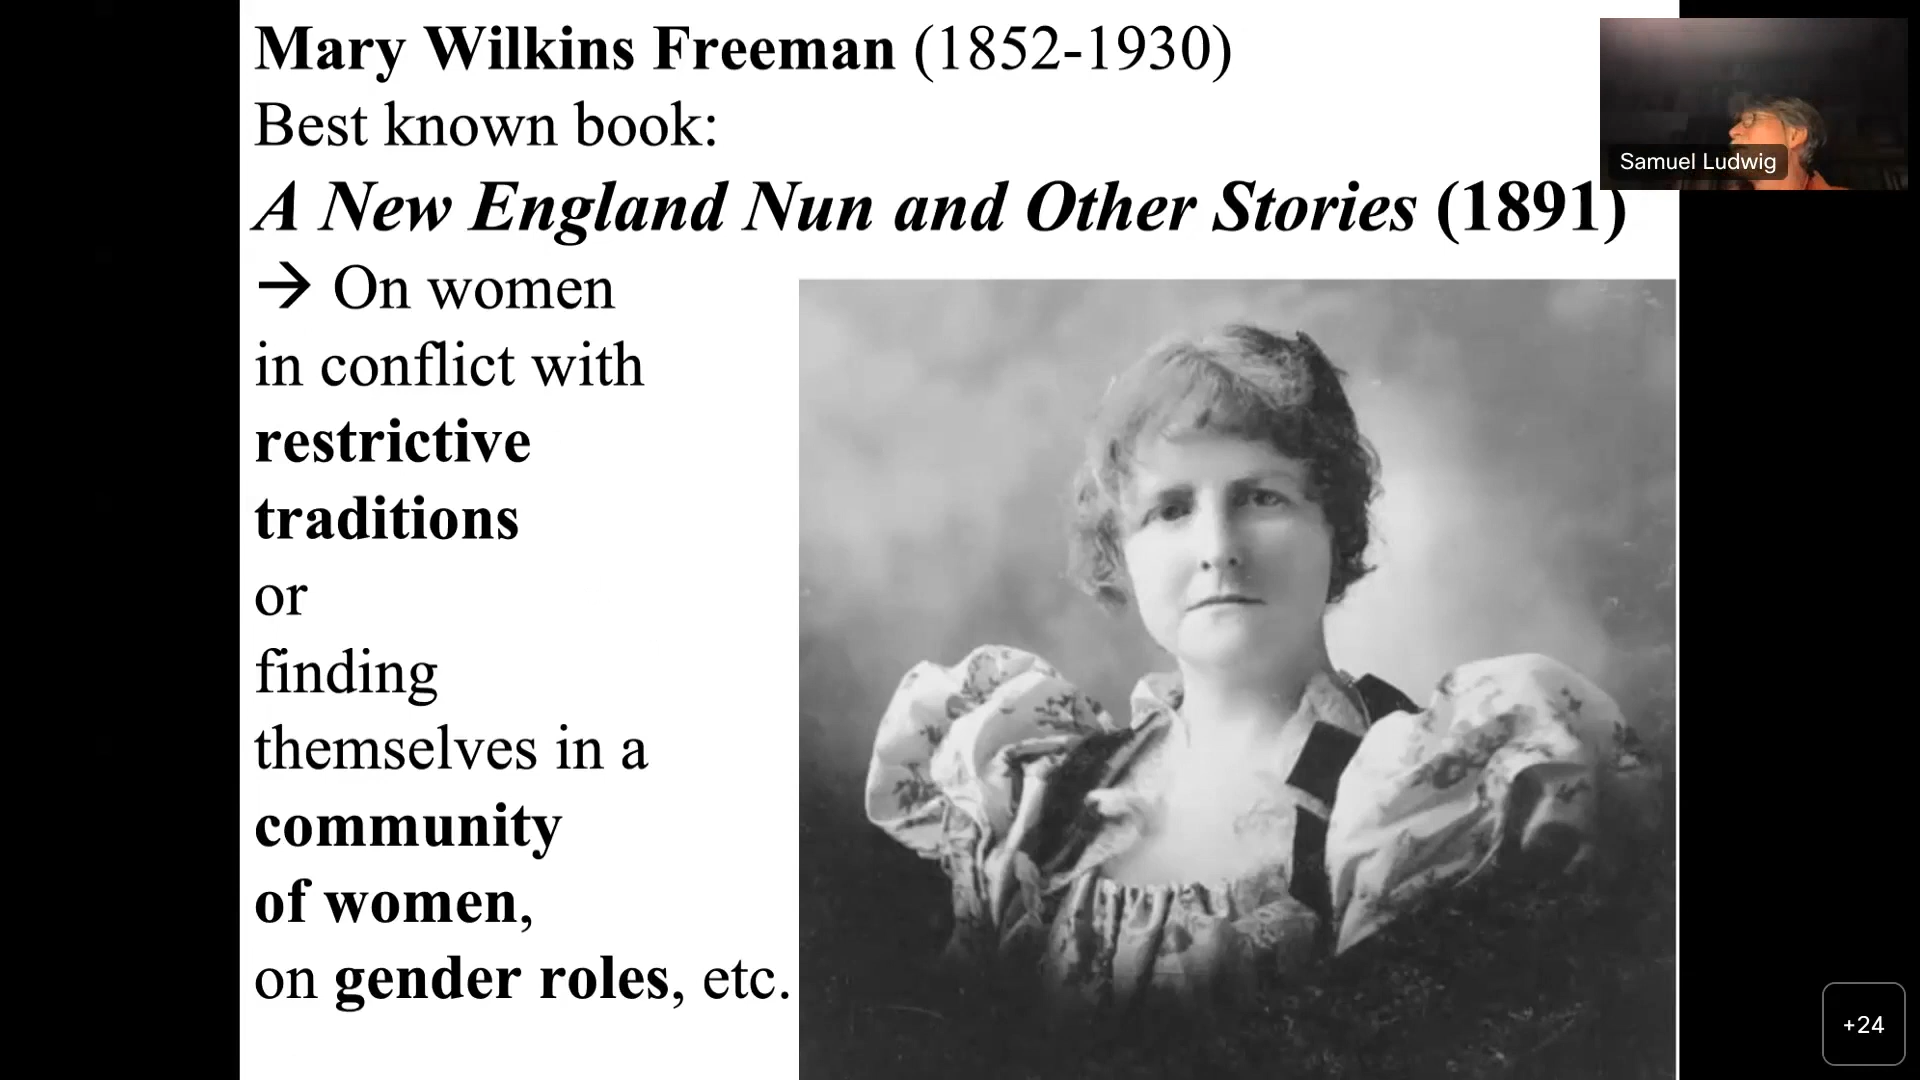 Mary Wilkins Freeman (1852-1930)
Best known book:
A New England Nun and Other Stories (1891)
→ On women
in conflict with
restrictive
traditions
or
finding
themselves in a
community
of women,
on gender roles, etc.
Samuel Ludwig
+24